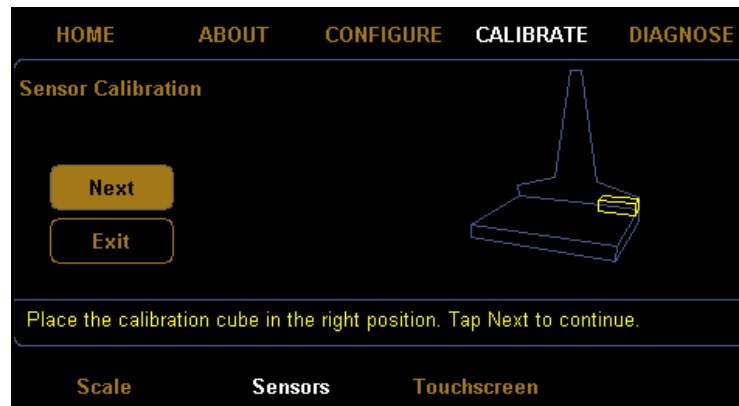 HOME ABOUT CONFIGURE CALIBRATE DIAGNOSE
Sensor Calibration
Next
Exit
Place the calibration cube in the right position. Tap Next to continue.
Scale Sensors Touchscreen